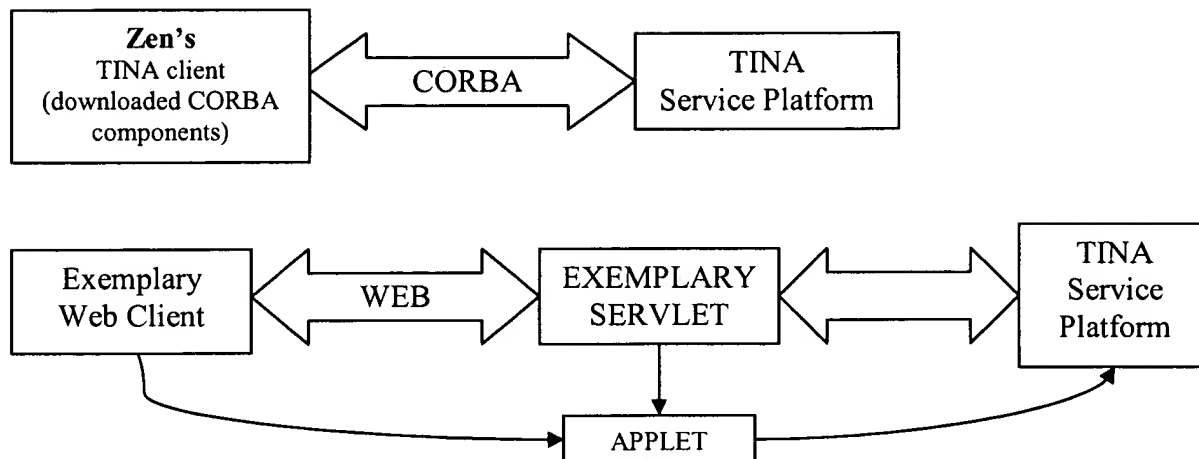 Zen's
TINA client
(downloaded CORBA
components)
CORBA
TINA
Service Platform
Exemplary
Web Client
WEB
EXEMPLARY
SERVLET
TINA
Service
Platform
APPLET